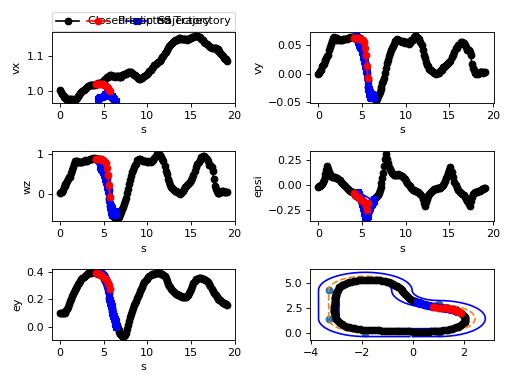 SS Trajectory
1.1
1.0
vx
0 5 10 15 20
s
0.05
0.00
−0.05
vy
0 5 10 15 20
s
1
0
wz
0 5 10 15 20
s
0.25
0.00
−0.25
epsi
0 5 10 15 20
s
0.4
0.2
0.0
ey
0 5 10 15 20
s
5.0
2.5
0.0
−4 −2 0 2